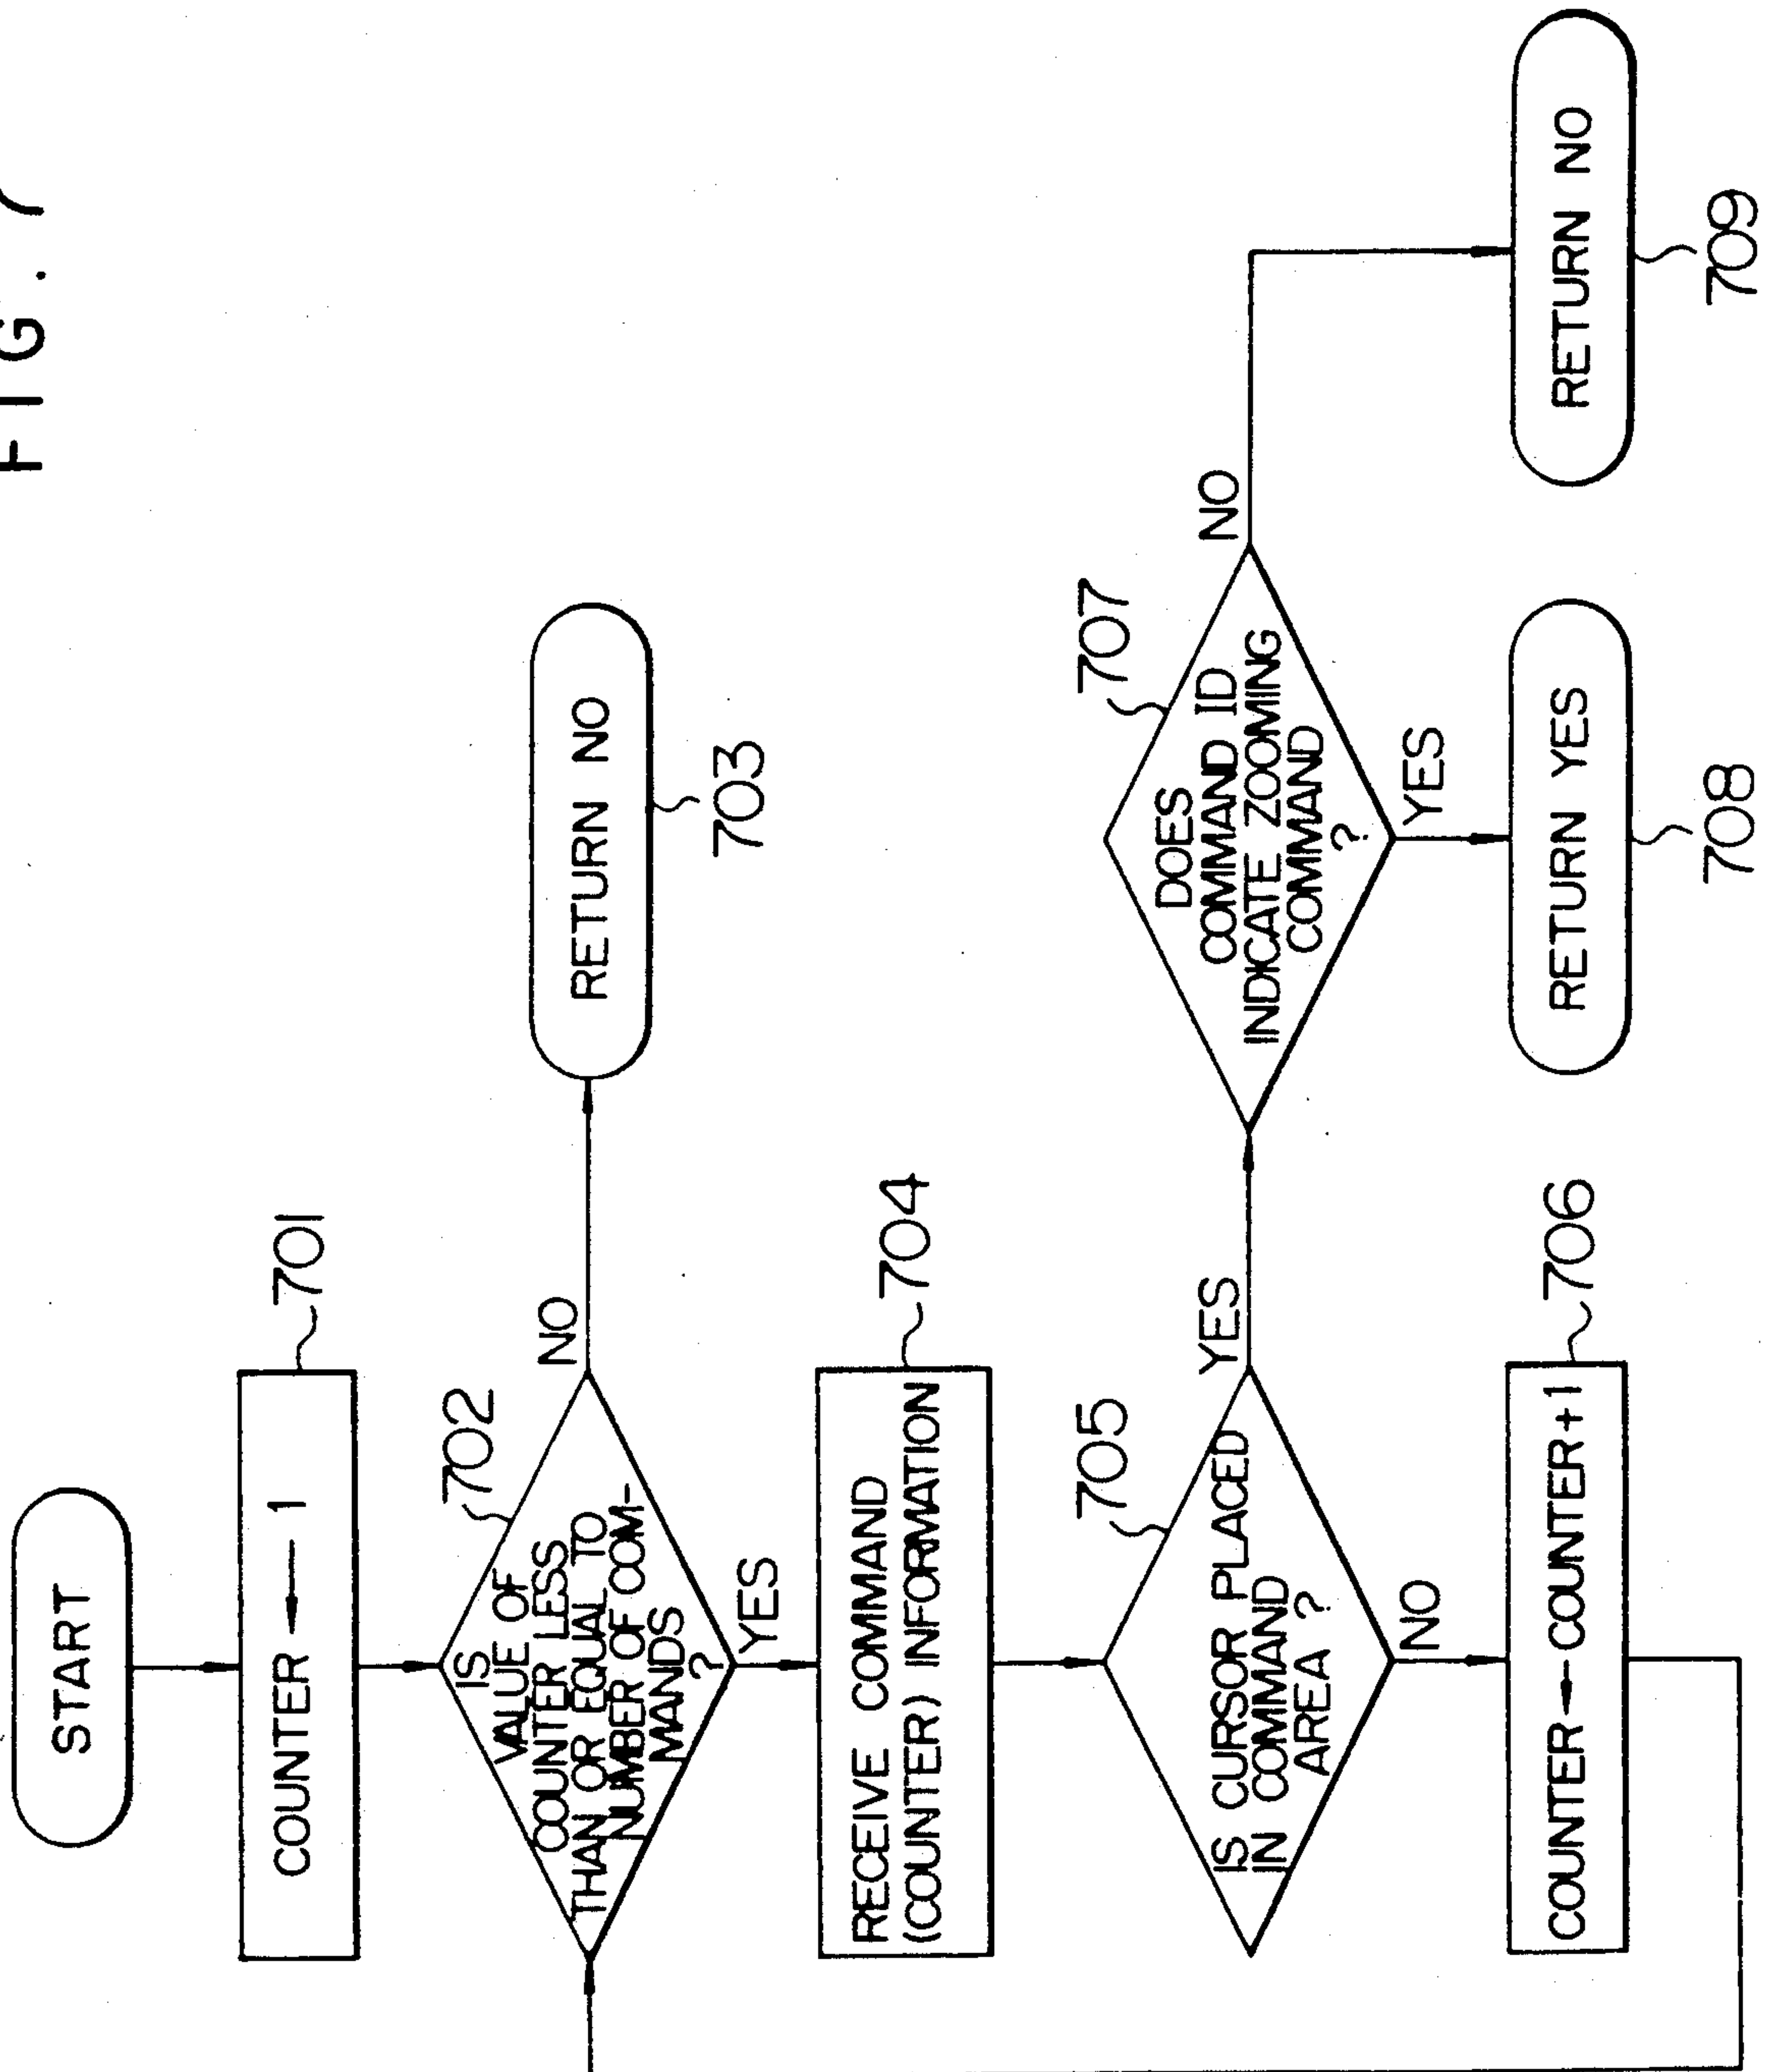 FIG. 7
START
COUNTER ← 1
701
IS
VALUE OF
COUNTER LESS
THAN OR EQUAL TO
NUMBER OF COM-
MANDS
?
702
NO
RETURN NO
703
YES
RECEIVE COMMAND
(COUNTER) INFORMATION
704
IS CURSOR PLACED
IN COMMAND
AREA ?
705
YES
NO
COUNTER ← COUNTER+1
706
DOES
COMMAND ID
INDICATE ZOOMING
COMMAND
?
707
NO
YES
RETURN YES
708
RETURN NO
709